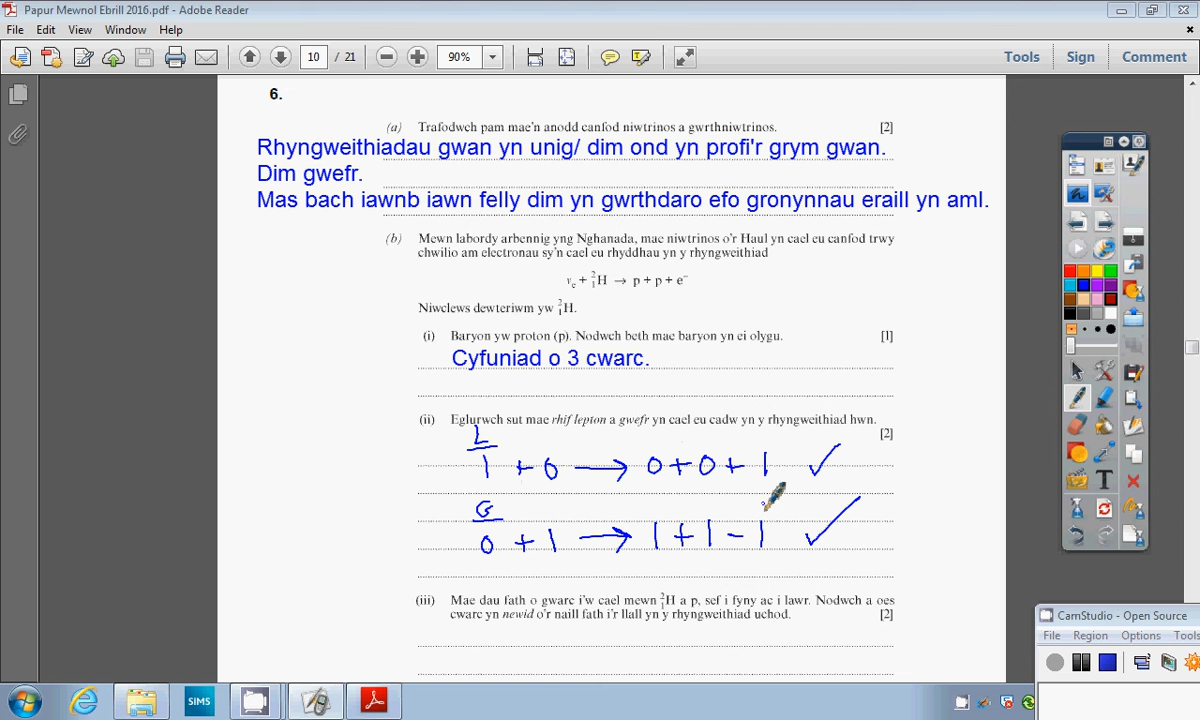 Papur Mewnol Ebrill 2016.pdf - Adobe Reader
File Edit View Window Help
10 / 21 90% Tools Sign Comment
6.
(a) Trafodwch pam mae'n anodd canfod niwtrinos a gwrthniwtrinos. [2]
Rhyngweithiadau gwan yn unig/ dim ond yn profi'r grym gwan.
Dim gwefr.
Mas bach iawnb iawn felly dim yn gwrthdaro efo gronynnau eraill yn aml.
(b) Mewn labordy arbennig yng Nghanada, mae niwtrinos o'r Haul yn cael eu canfod trwy
chwilio am electronau sy'n cael eu rhyddhau yn y rhyngweithiad
νe + ²₁H → p + p + e⁻
Niwclews dewteriwm yw ²₁H.
(i) Baryon yw proton (p). Nodwch beth mae baryon yn ei olygu. [1]
Cyfuniad o 3 cwarc.
(ii) Eglurwch sut mae rhif lepton a gwefr yn cael eu cadw yn y rhyngweithiad hwn.
[2]
L
1 + 0 → 0 + 0 + 1 ✓
G
0 + 1 → 1 + 1 - 1 ✓
(iii) Mae dau fath o gwarc i'w cael mewn ²₁H a p, sef i fyny ac i lawr. Nodwch a oes
cwarc yn newid o'r naill fath i'r llall yn y rhyngweithiad uchod. [2]
CamStudio - Open Source
File Region Options Tools
SIMS